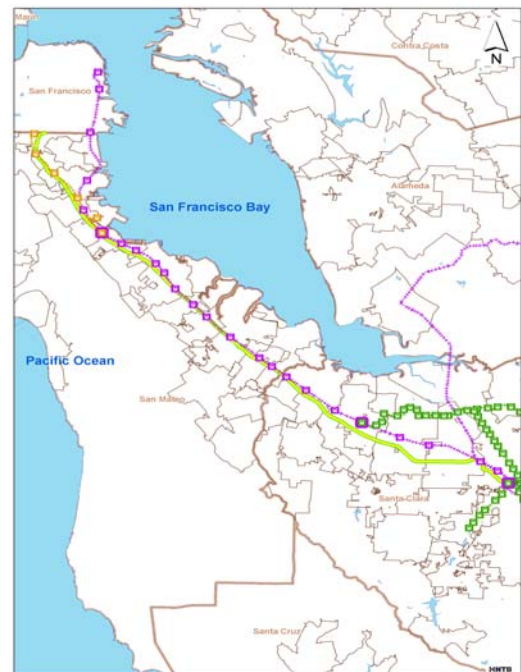 Marin
Contra Costa
N
San Francisco
Alameda
San Francisco Bay
Pacific Ocean
San Mateo
Santa Clara
Santa Cruz
HNTB